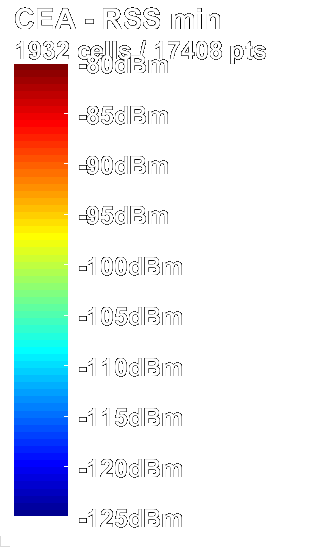 CEA - RSS min
1932 cells / 17408 pts
-80dBm
-85dBm
-90dBm
-95dBm
-100dBm
-105dBm
-110dBm
-115dBm
-120dBm
-125dBm